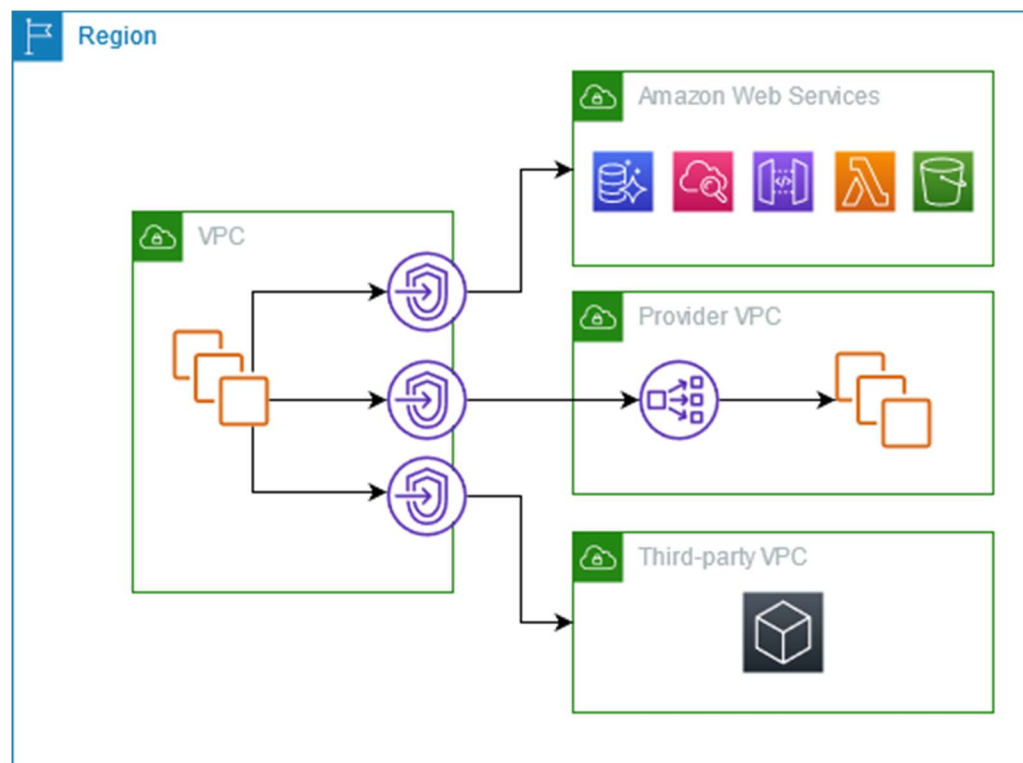 Region
Amazon Web Services
VPC
Provider VPC
Third-party VPC